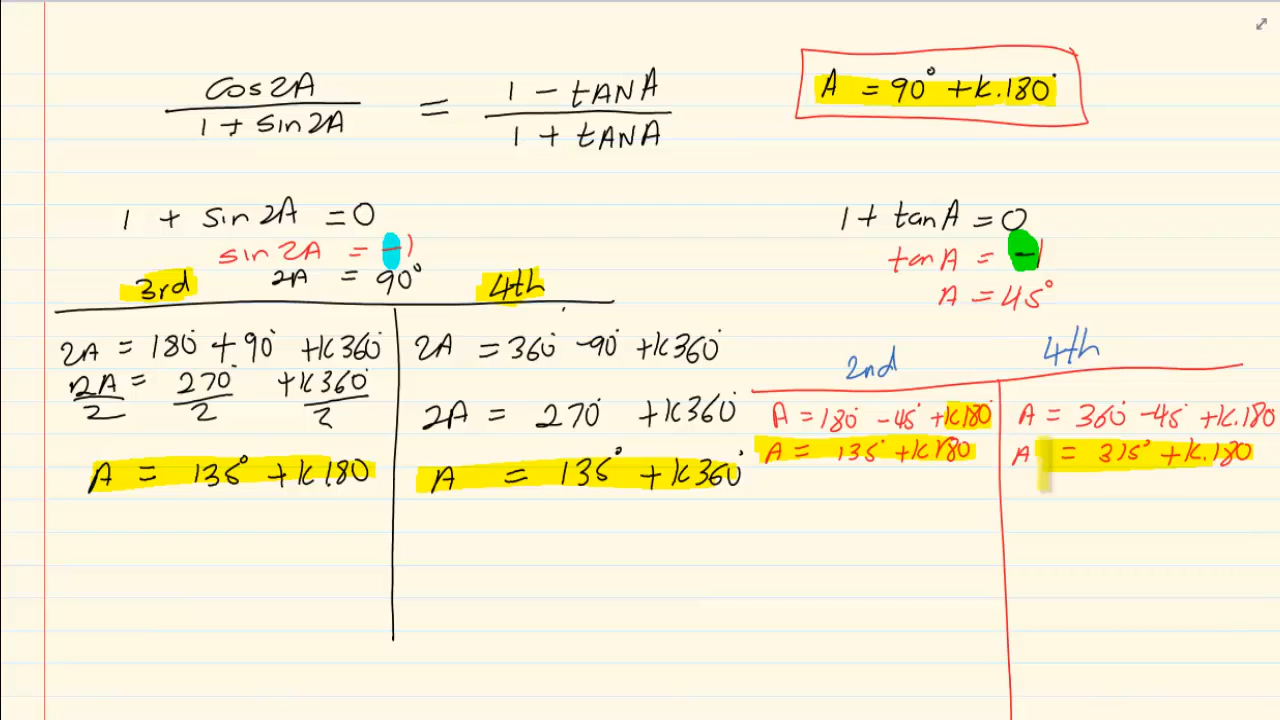 cos2A / 1 + sin2A = 1 - tANA / 1 + tANA
A = 90° + k.180°
1 + sin2A = 0
sin2A = -1
2A = 90°
3rd
4th
2A = 180° + 90° + k360°
2A/2 = 270°/2 + k360°/2
A = 135° + k.180
2A = 360° - 90° + k360°
2A = 270° + k360°
A = 135° + k360°
1 + tanA = 0
tanA = -1
A = 45°
2nd
4th
A = 180° - 45° + k180°
A = 135° + k180
A = 360° - 45° + k.180
A = 315° + k.180